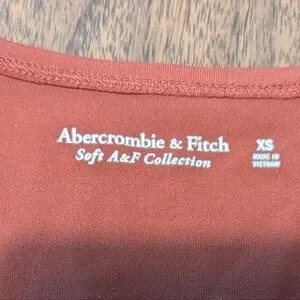 Abercrombie & Fitch
Soft A&F Collection
XS
MADE IN
VIETNAM